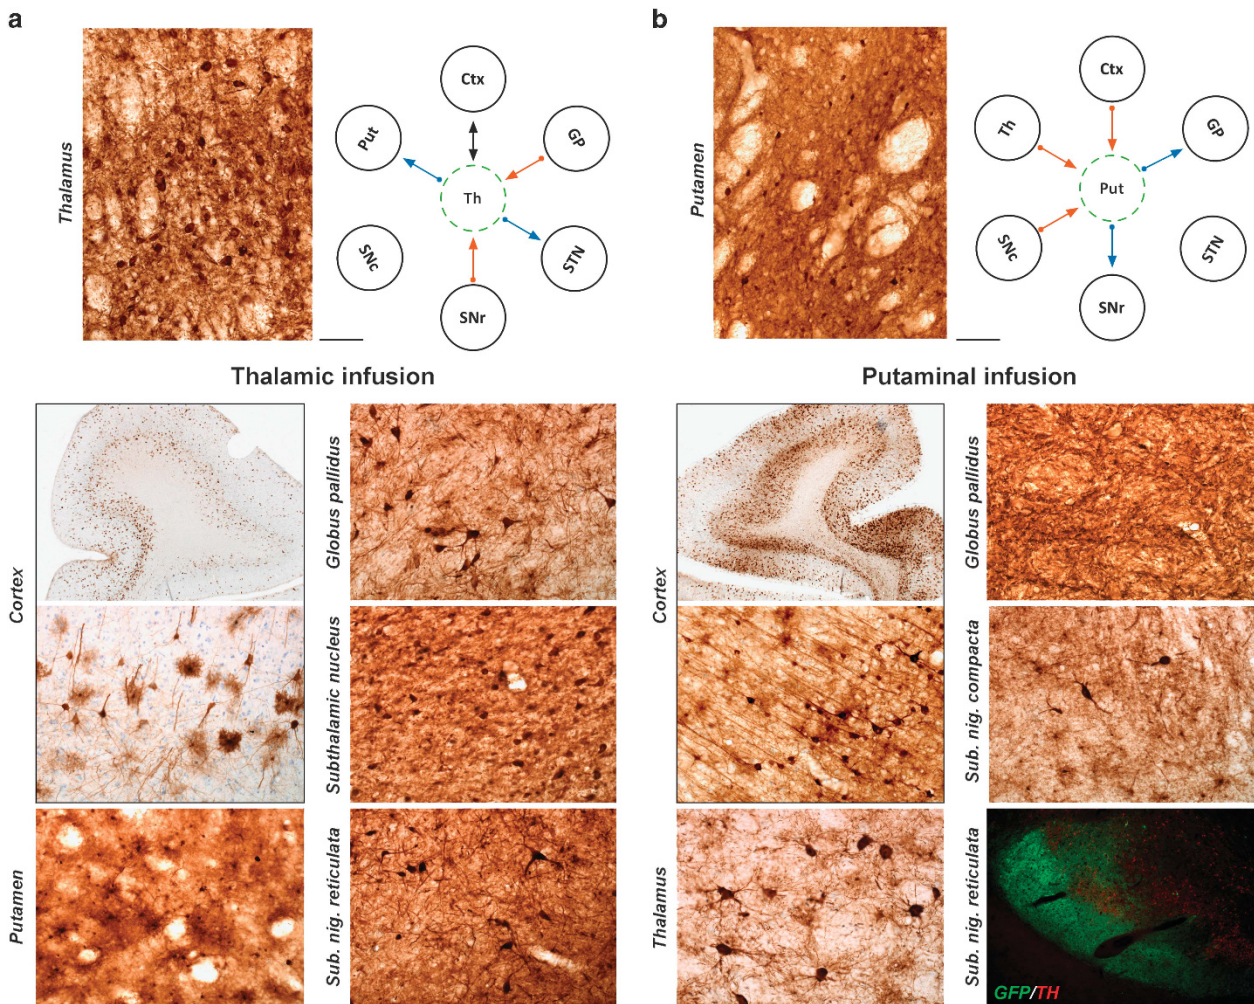 a
Thalamus
Ctx
Put
GP
Th
SNc
STN
SNr
Thalamic infusion
Cortex
Globus pallidus
Subthalamic nucleus
Putamen
Sub. nig. reticulata
b
Putamen
Ctx
Th
GP
Put
SNc
STN
SNr
Putaminal infusion
Cortex
Globus pallidus
Sub. nig. compacta
Thalamus
Sub. nig. reticulata
GFP/TH